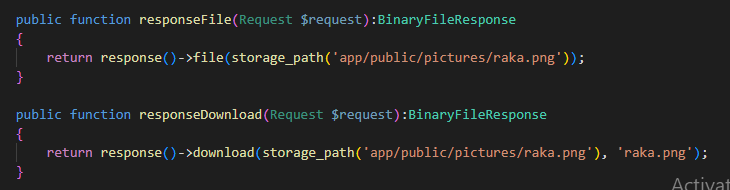 public function responseFile(Request $request):BinaryFileResponse
{
    return response()->file(storage_path('app/public/pictures/raka.png'));
}
public function responseDownload(Request $request):BinaryFileResponse
{
    return response()->download(storage_path('app/public/pictures/raka.png'), 'raka.png');
}
Activat